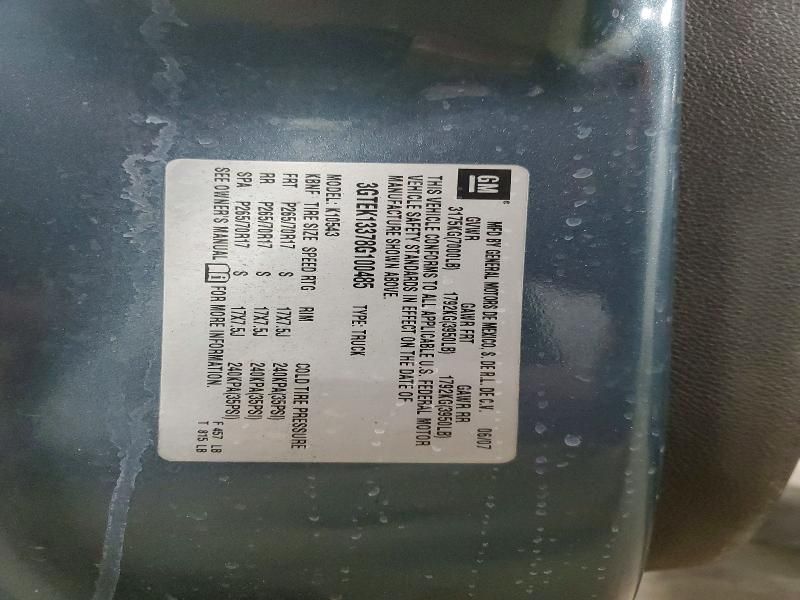 GM®
MFD BY GENERAL MOTORS DE MEXICO, S. DE R.L. DE C.V. 06/07
GVWR GAWR FRT GAWR RR
3175KG(7000LB) 1792KG(3950LB) 1792KG(3950LB)
THIS VEHICLE CONFORMS TO ALL APPLICABLE U.S. FEDERAL MOTOR
VEHICLE SAFETY STANDARDS IN EFFECT ON THE DATE OF
MANUFACTURE SHOWN ABOVE.
3GTEK13378G100485 TYPE: TRUCK
MODEL: K10543
KBNF TIRE SIZE SPEED RTG RIM COLD TIRE PRESSURE
FRT P265/70R17 S 17X7.5J 240KPA(35PSI)
RR P265/70R17 S 17X7.5J 240KPA(35PSI)
SPA P265/70R17 S 17X7.5J 240KPA(35PSI)
SEE OWNER'S MANUAL FOR MORE INFORMATION.
F 457 LB
T 815 LB